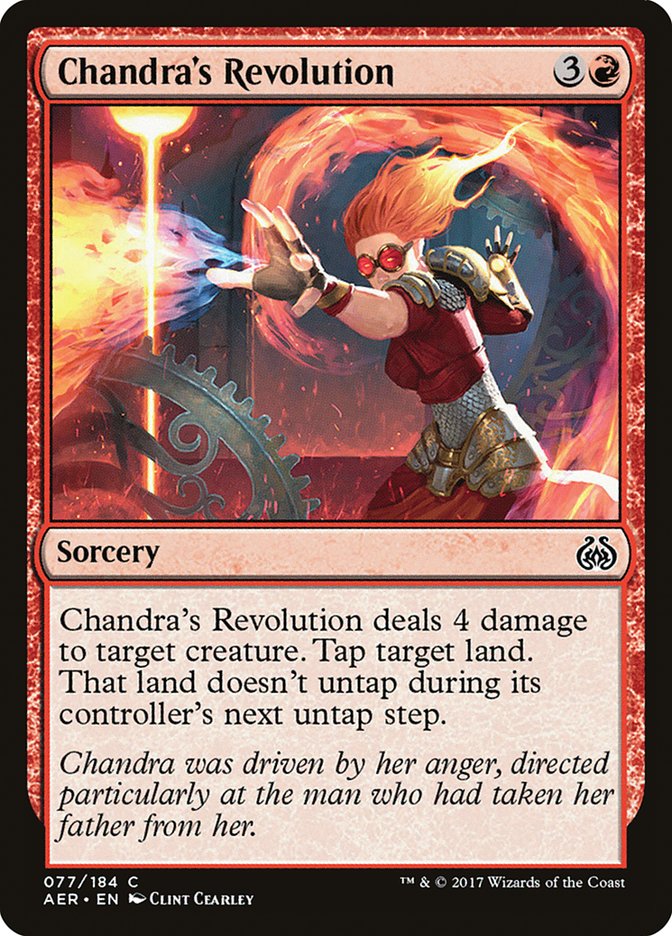 Chandra's Revolution 3
Sorcery
Chandra's Revolution deals 4 damage
to target creature. Tap target land.
That land doesn't untap during its
controller's next untap step.
Chandra was driven by her anger, directed
particularly at the man who had taken her
father from her.
077/184 C ™ & © 2017 Wizards of the Coast
AER • EN Clint Cearley